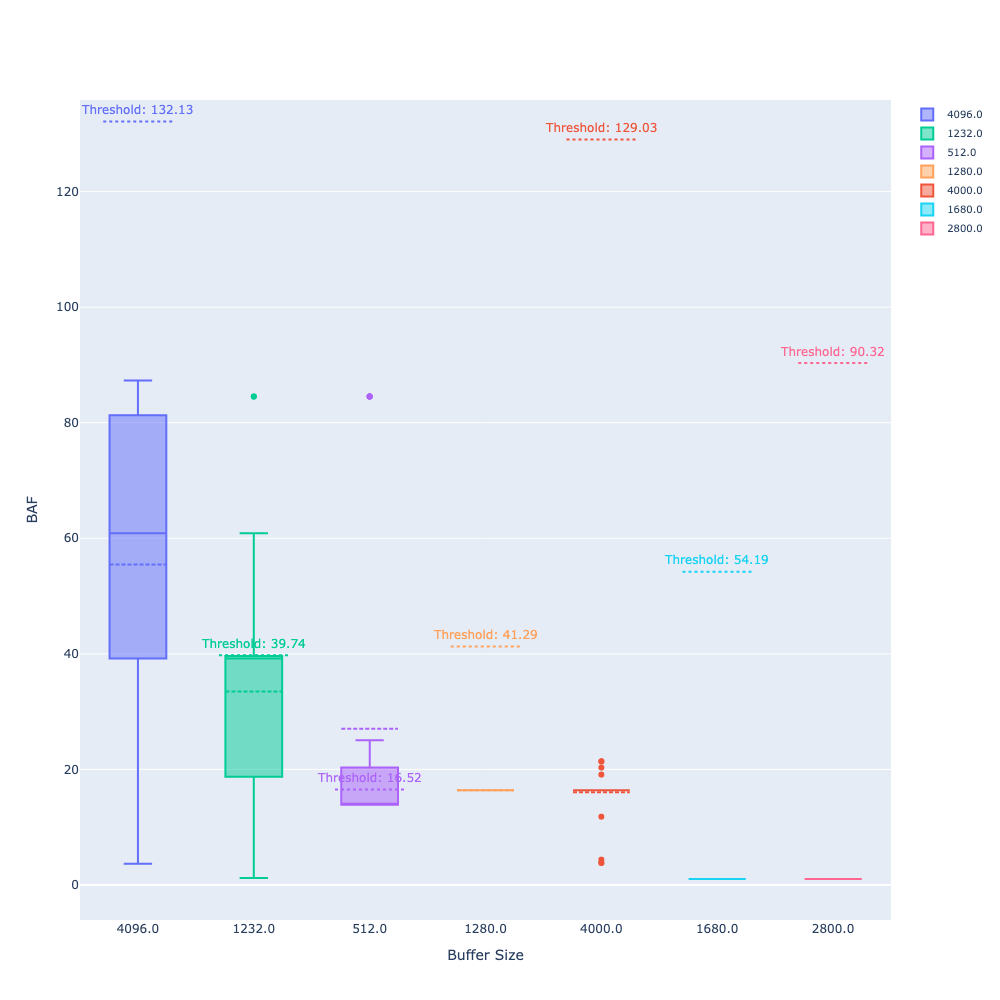 Threshold: 132.13
Threshold: 129.03
Threshold: 90.32
Threshold: 54.19
Threshold: 39.74
Threshold: 41.29
Threshold: 16.52
120
100
80
60
40
20
0
BAF
4096.0
1232.0
512.0
1280.0
4000.0
1680.0
2800.0
Buffer Size
4096.0
1232.0
512.0
1280.0
4000.0
1680.0
2800.0